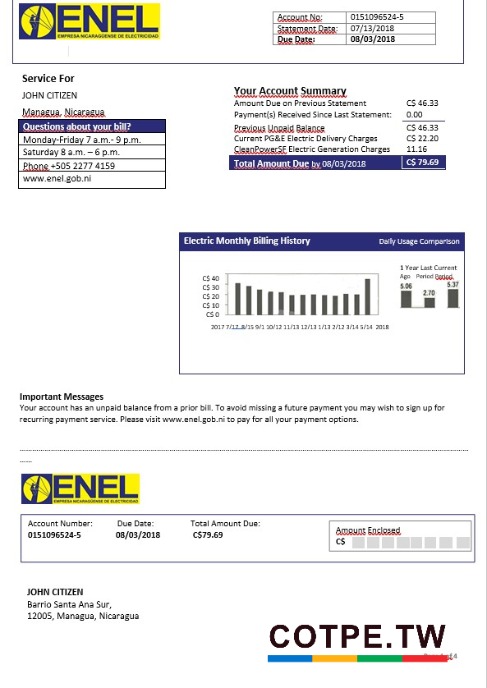 ENEL
EMPRESA NICARAGÜENSE DE ELECTRICIDAD
Account No: 0151096524-5
Statement Date: 07/13/2018
Due Date: 08/03/2018
Service For
JOHN CITIZEN
Managua, Nicaragua
Questions about your bill?
Monday-Friday 7 a.m.- 9 p.m.
Saturday 8 a.m. – 6 p.m.
Phone +505 2277 4159
www.enel.gob.ni
Your Account Summary
Amount Due on Previous Statement C$ 46.33
Payment(s) Received Since Last Statement: 0.00
Previous Unpaid Balance C$ 46.33
Current PG&E Electric Delivery Charges C$ 22.20
CleanPowerSF Electric Generation Charges 11.16
Total Amount Due by 08/03/2018 C$ 79.69
Electric Monthly Billing History Daily Usage Comparison
1 Year Last Current
Ago Period Period
C$ 40
C$ 30
C$ 20
C$ 10
C$ 0
5.06 2.70 5.37
2017 7/17 8/15 9/1 10/12 11/13 12/13 1/13 2/12 3/14 5/14 2018
Important Messages
Your account has an unpaid balance from a prior bill. To avoid missing a future payment you may wish to sign up for
recurring payment service. Please visit www.enel.gob.ni to pay for all your payment options.
ENEL
EMPRESA NICARAGÜENSE DE ELECTRICIDAD
Account Number: Due Date: Total Amount Due:
0151096524-5 08/03/2018 C$79.69
Amount Enclosed
C$
JOHN CITIZEN
Barrio Santa Ana Sur,
12005, Managua, Nicaragua
COTPE.TW